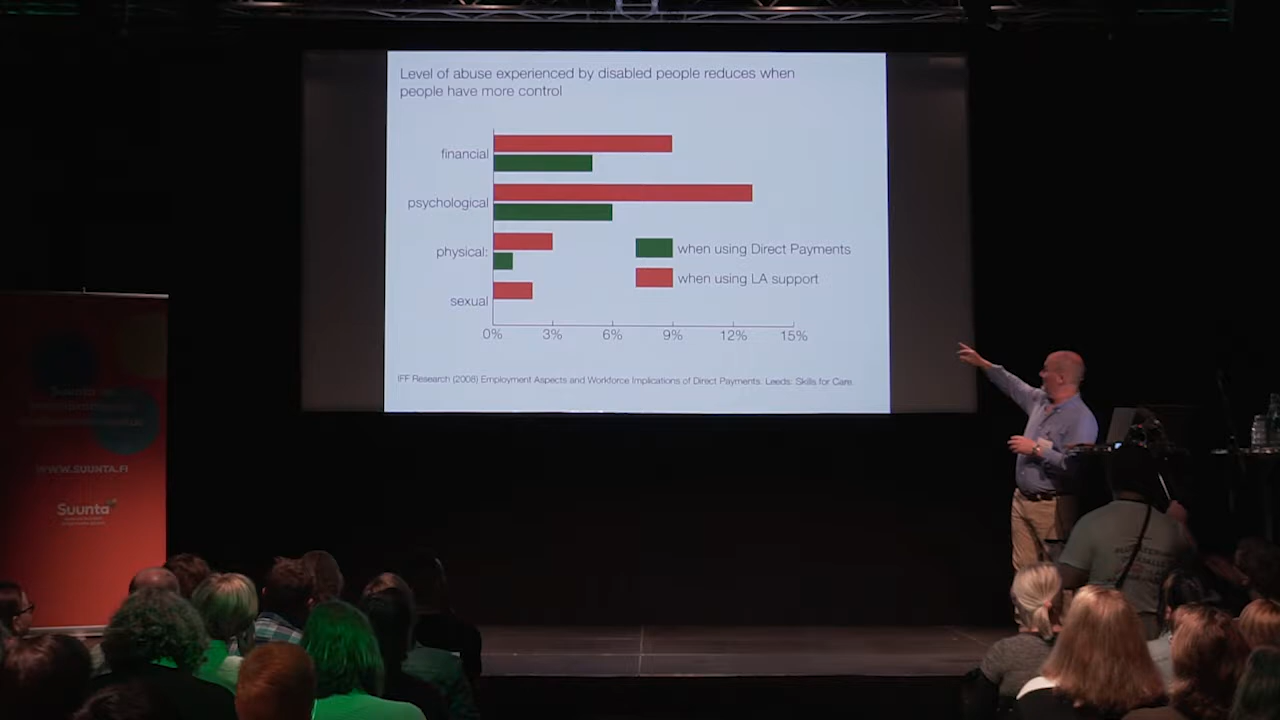 Level of abuse experienced by disabled people reduces when
people have more control
financial
psychological
physical:
sexual
when using Direct Payments
when using LA support
0% 3% 6% 9% 12% 15%
IFF Research (2008) Employment Aspects and Workforce Implications of Direct Payments. Leeds: Skills for Care.
WWW.SUUNTA.FI
Suunta